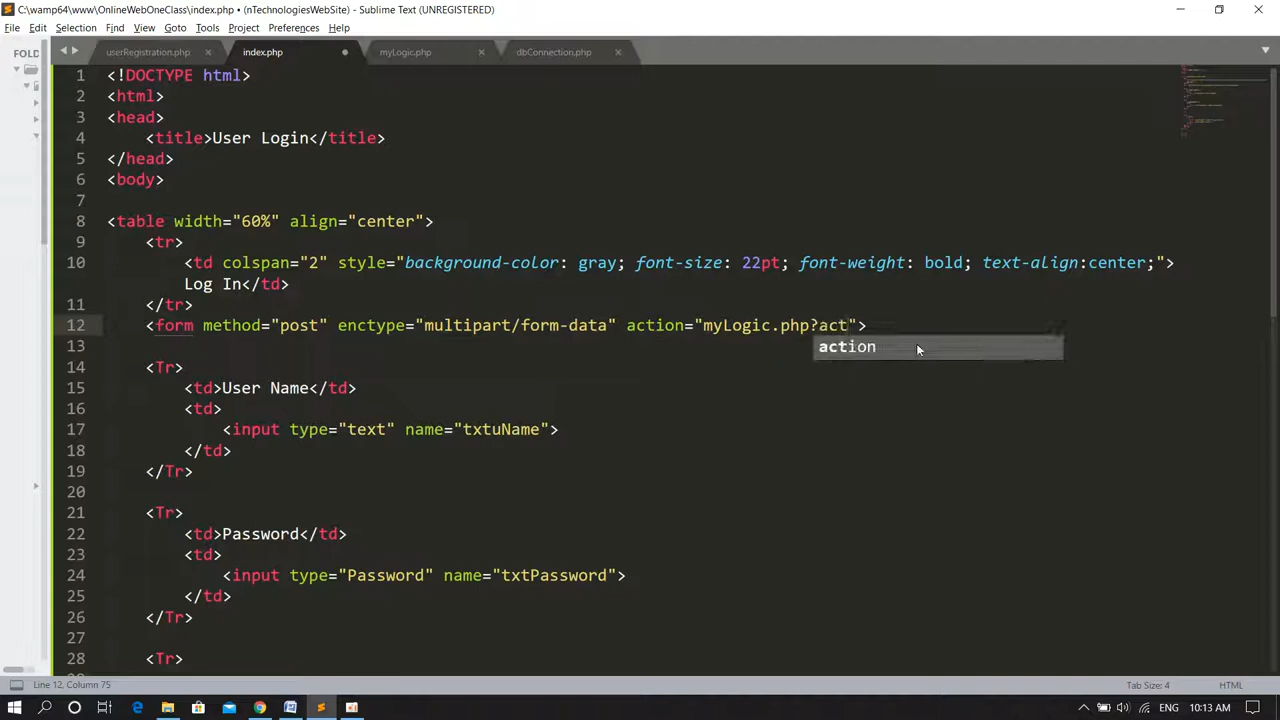 C:\wamp64\www\OnlineWebOneClass\index.php • (nTechnologiesWebSite) - Sublime Text (UNREGISTERED)
File Edit Selection Find View Goto Tools Project Preferences Help
FOLD
userRegistration.php index.php myLogic.php dbConnection.php
1 <!DOCTYPE html>
2 <html>
3 <head>
4 <title>User Login</title>
5 </head>
6 <body>
7
8 <table width="60%" align="center">
9 <tr>
10 <td colspan="2" style="background-color: gray; font-size: 22pt; font-weight: bold; text-align:center;">
Log In</td>
11 </tr>
12 <form method="post" enctype="multipart/form-data" action="myLogic.php?act">
13
action
14 <Tr>
15 <td>User Name</td>
16 <td>
17 <input type="text" name="txtuName">
18 </td>
19 </Tr>
20
21 <Tr>
22 <td>Password</td>
23 <td>
24 <input type="Password" name="txtPassword">
25 </td>
26 </Tr>
27
28 <Tr>
Line 12, Column 75 Tab Size: 4 HTML
ENG 10:13 AM